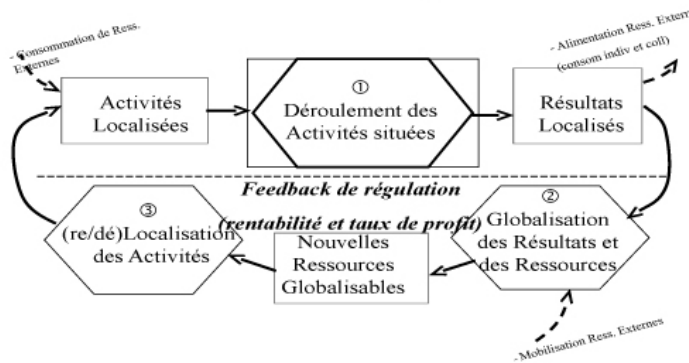 - Consommation de Ress.
Externes
- Alimentation Ress. Externes
(consom indiv et coll)
Activités
Localisées
①
Déroulement des
Activités situées
Résultats
Localisés
Feedback de régulation
(rentabilité et taux de profit)
③
(re/dé)Localisation
des Activités
Nouvelles
Ressources
Globalisables
②
Globalisation
des Résultats et
des Ressources
- Mobilisation Ress. Externes